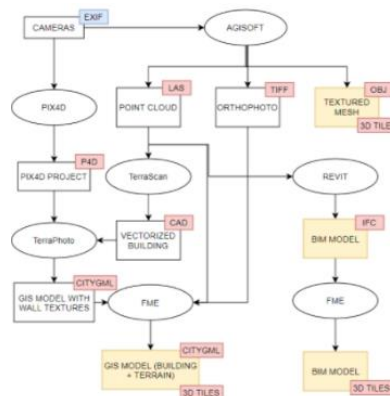 EXIF
CAMERAS
AGISOFT
LAS
TIFF
OBJ
PIX4D
POINT CLOUD
ORTHOPHOTO
TEXTURED
MESH
3D TILES
P4D
PIX4D PROJECT
TerraScan
REVIT
CAD
IFC
TerraPhoto
VECTORIZED
BUILDING
BIM MODEL
CITYGML
GIS MODEL WITH
WALL TEXTURES
FME
FME
CITYGML
GIS MODEL (BUILDING
+ TERRAIN)
3D TILES
BIM MODEL
3D TILES